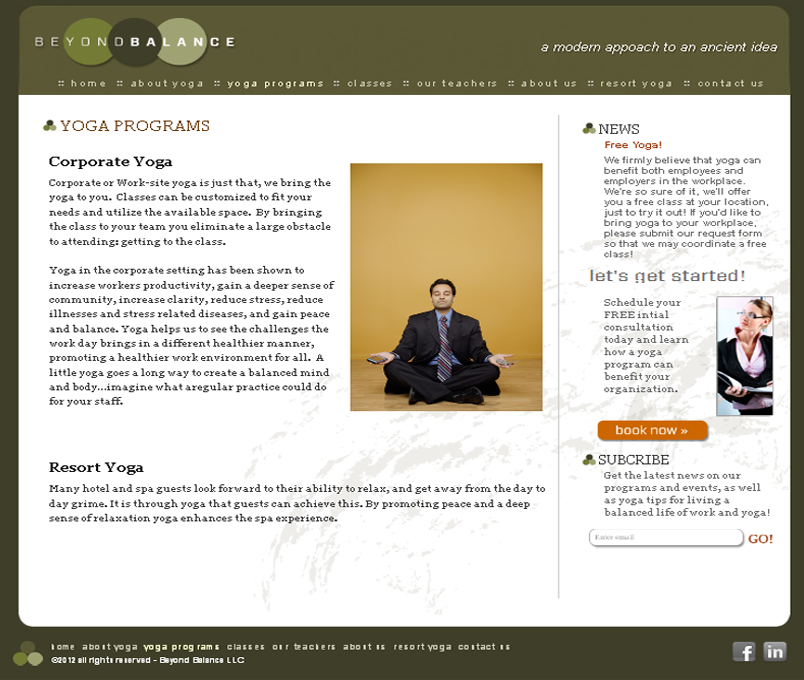 BEYONDBALANCE
a modern appoach to an ancient idea
:: home :: about yoga :: yoga programs :: classes :: our teachers :: about us :: resort yoga :: contact us
YOGA PROGRAMS
Corporate Yoga
Corporate or Work-site yoga is just that, we bring the
yoga to you. Classes can be customized to fit your
needs and utilize the available space. By bringing
the class to your team you eliminate a large obstacle
to attending: getting to the class.
Yoga in the corporate setting has been shown to
increase workers productivity, gain a deeper sense of
community, increase clarity, reduce stress, reduce
illnesses and stress related diseases, and gain peace
and balance. Yoga helps us to see the challenges the
work day brings in a different healthier manner,
promoting a healthier work environment for all. A
little yoga goes a long way to create a balanced mind
and body...imagine what aregular practice could do
for your staff.
Resort Yoga
Many hotel and spa guests look forward to their ability to relax, and get away from the day to
day grime. It is through yoga that guests can achieve this. By promoting peace and a deep
sense of relaxation yoga enhances the spa experience.
NEWS
Free Yoga!
We firmly believe that yoga can
benefit both employees and
employers in the workplace.
We're so sure of it, we'll offer
you a free class at your location,
just to try it out! If you'd like to
bring yoga to your workplace,
please submit our request form
so that we may coordinate a free
class!
let's get started!
Schedule your
FREE intial
consultation
today and learn
how a yoga
program can
benefit your
organization.
book now »
SUBCRIBE
Get the latest news on our
programs and events, as well
as yoga tips for living a
balanced life of work and yoga!
Enter email
GO!
home about yoga yoga programs classes our teachers about us resort yoga contact us
©2012 all rights reserved - Beyond Balance LLC
f
in